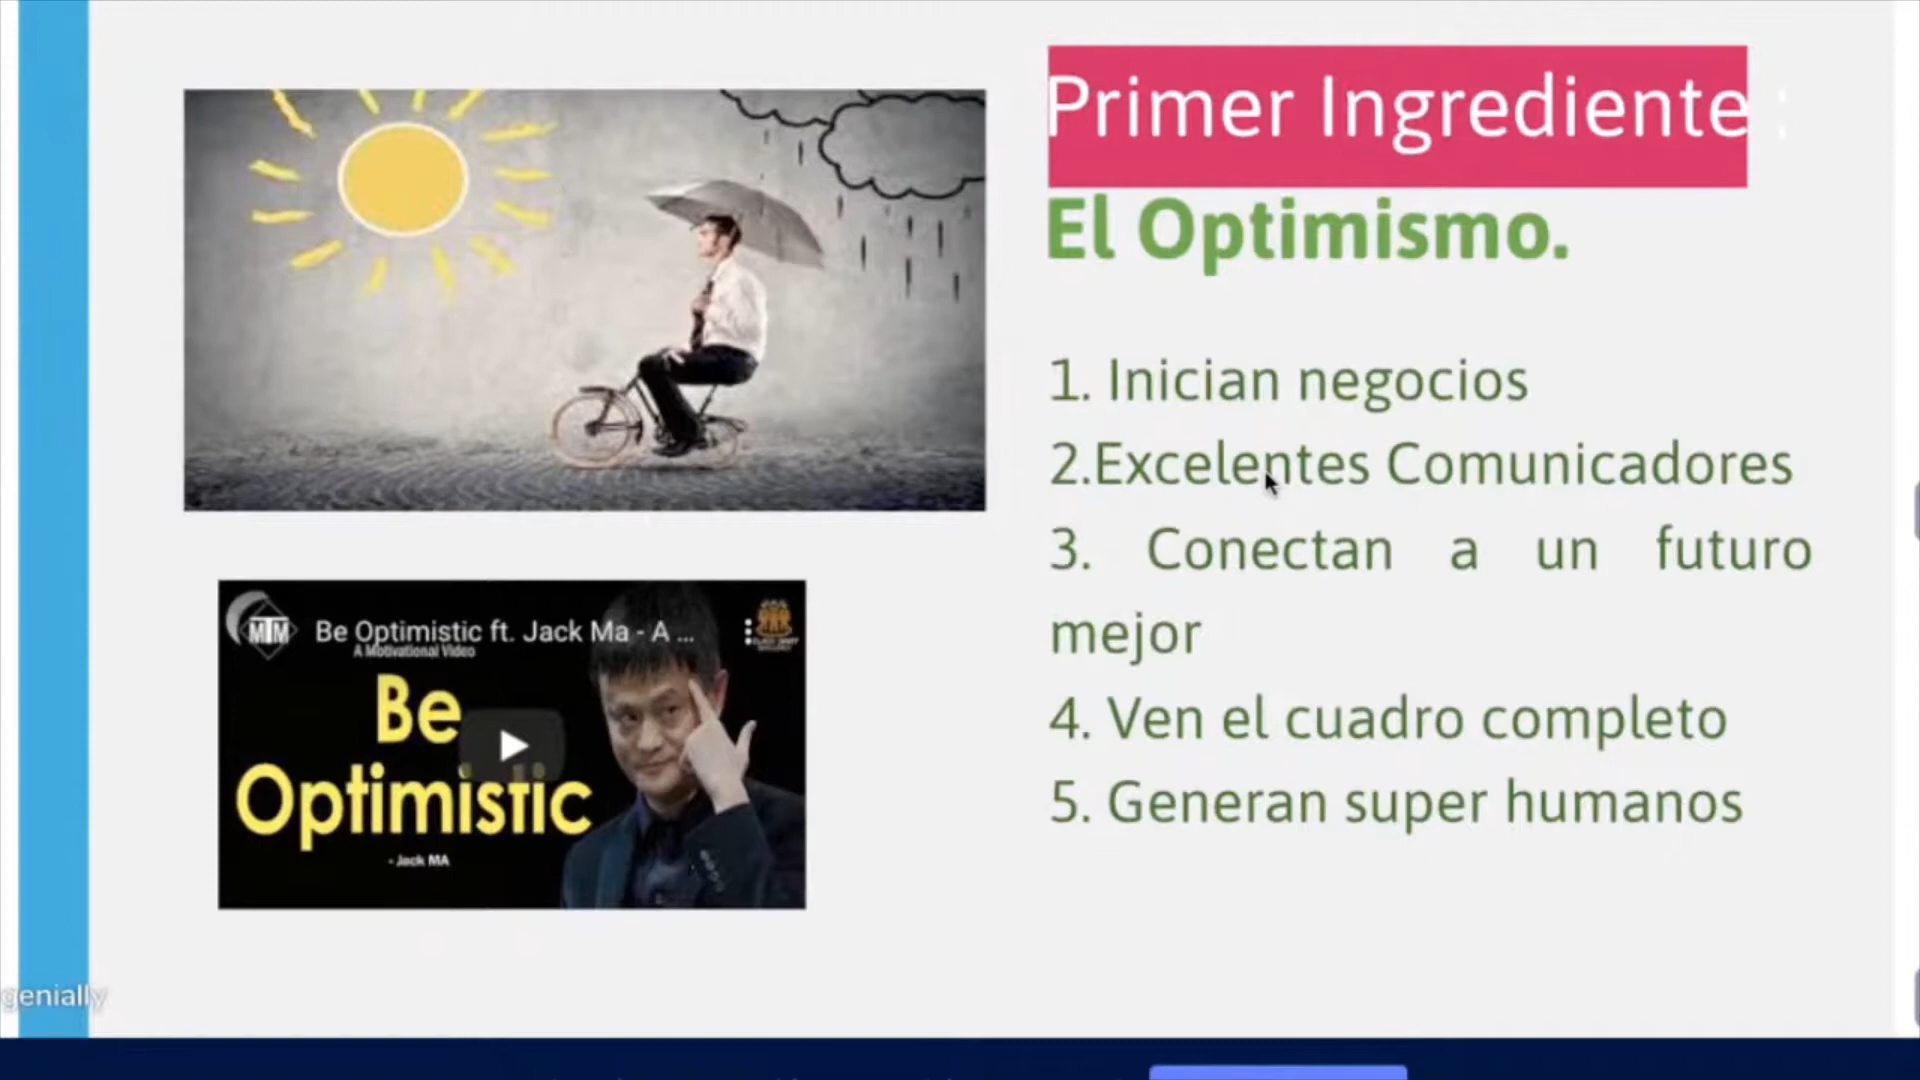 Primer Ingrediente :
El Optimismo.
1. Inician negocios
2.Excelentes Comunicadores
3. Conectan a un futuro
mejor
4. Ven el cuadro completo
5. Generan super humanos
MTM
Be Optimistic ft. Jack Ma - A ...
A Motivational Video
Be
Optimistic
- Jack MA
genially